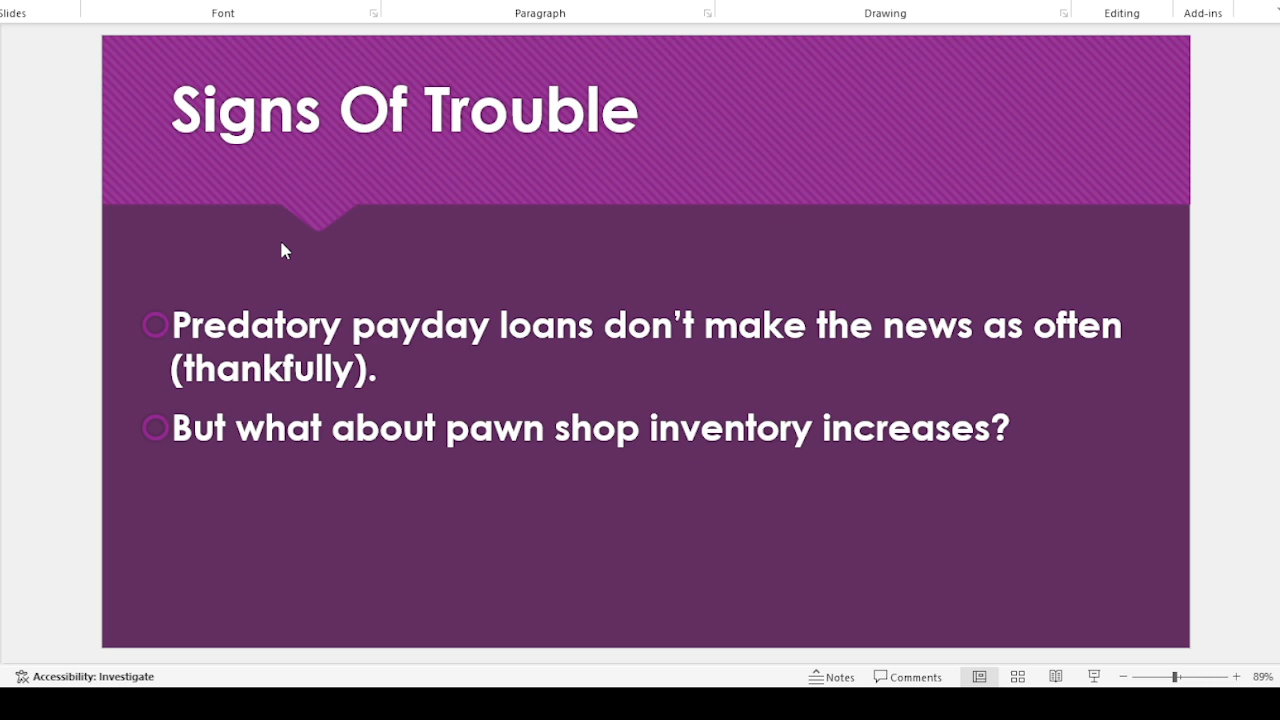 Slides
Font
Paragraph
Drawing
Editing
Add-ins
Signs Of Trouble
Predatory payday loans don’t make the news as often
(thankfully).
But what about pawn shop inventory increases?
Accessibility: Investigate
Notes
Comments
89%